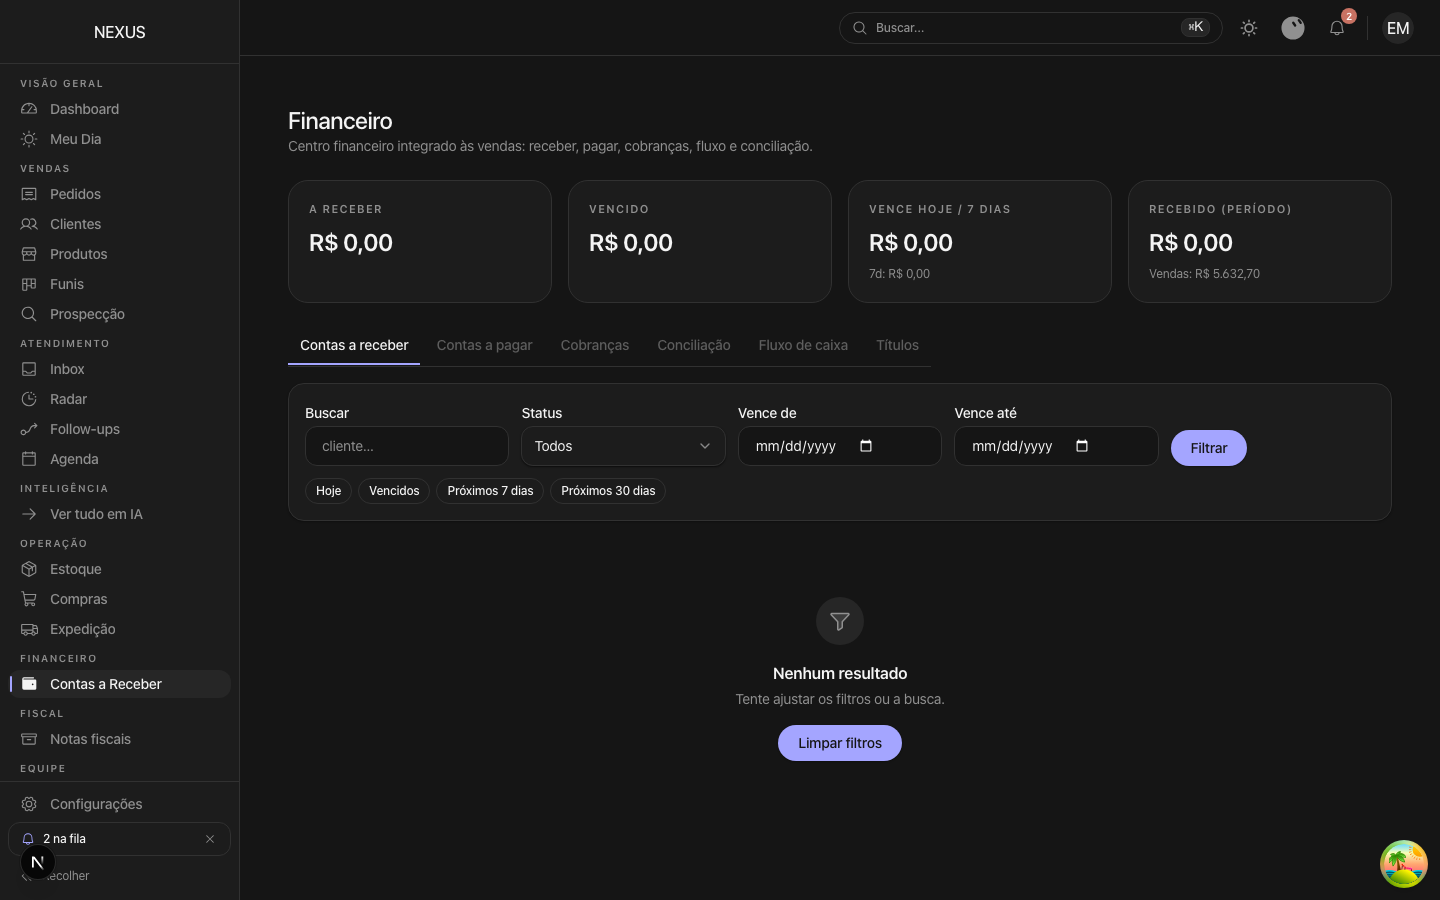 NEXUS
Buscar...
⌘K
2
EM
VISÃO GERAL
Dashboard
Meu Dia
VENDAS
Pedidos
Clientes
Produtos
Funis
Prospecção
ATENDIMENTO
Inbox
Radar
Follow-ups
Agenda
INTELIGÊNCIA
Ver tudo em IA
OPERAÇÃO
Estoque
Compras
Expedição
FINANCEIRO
Contas a Receber
FISCAL
Notas fiscais
EQUIPE
Configurações
2 na fila
N
Financeiro
Centro financeiro integrado às vendas: receber, pagar, cobranças, fluxo e conciliação.
A RECEBER
R$ 0,00
VENCIDO
R$ 0,00
VENCE HOJE / 7 DIAS
R$ 0,00
7d: R$ 0,00
RECEBIDO (PERÍODO)
R$ 0,00
Vendas: R$ 5.632,70
Contas a receber Contas a pagar Cobranças Conciliação Fluxo de caixa Títulos
Buscar Status Vence de Vence até
cliente... Todos mm/dd/yyyy mm/dd/yyyy Filtrar
Hoje Vencidos Próximos 7 dias Próximos 30 dias
Nenhum resultado
Tente ajustar os filtros ou a busca.
Limpar filtros